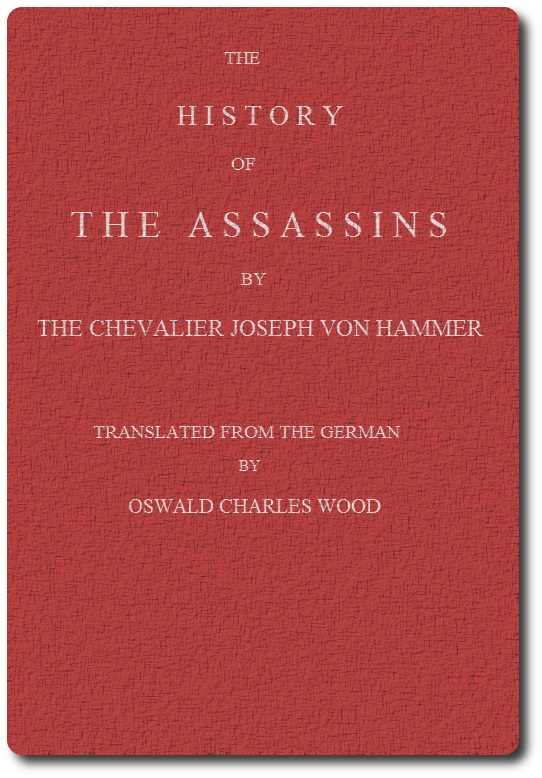 THE
HISTORY
OF
THE ASSASSINS
BY
THE CHEVALIER JOSEPH VON HAMMER
TRANSLATED FROM THE GERMAN
BY
OSWALD CHARLES WOOD